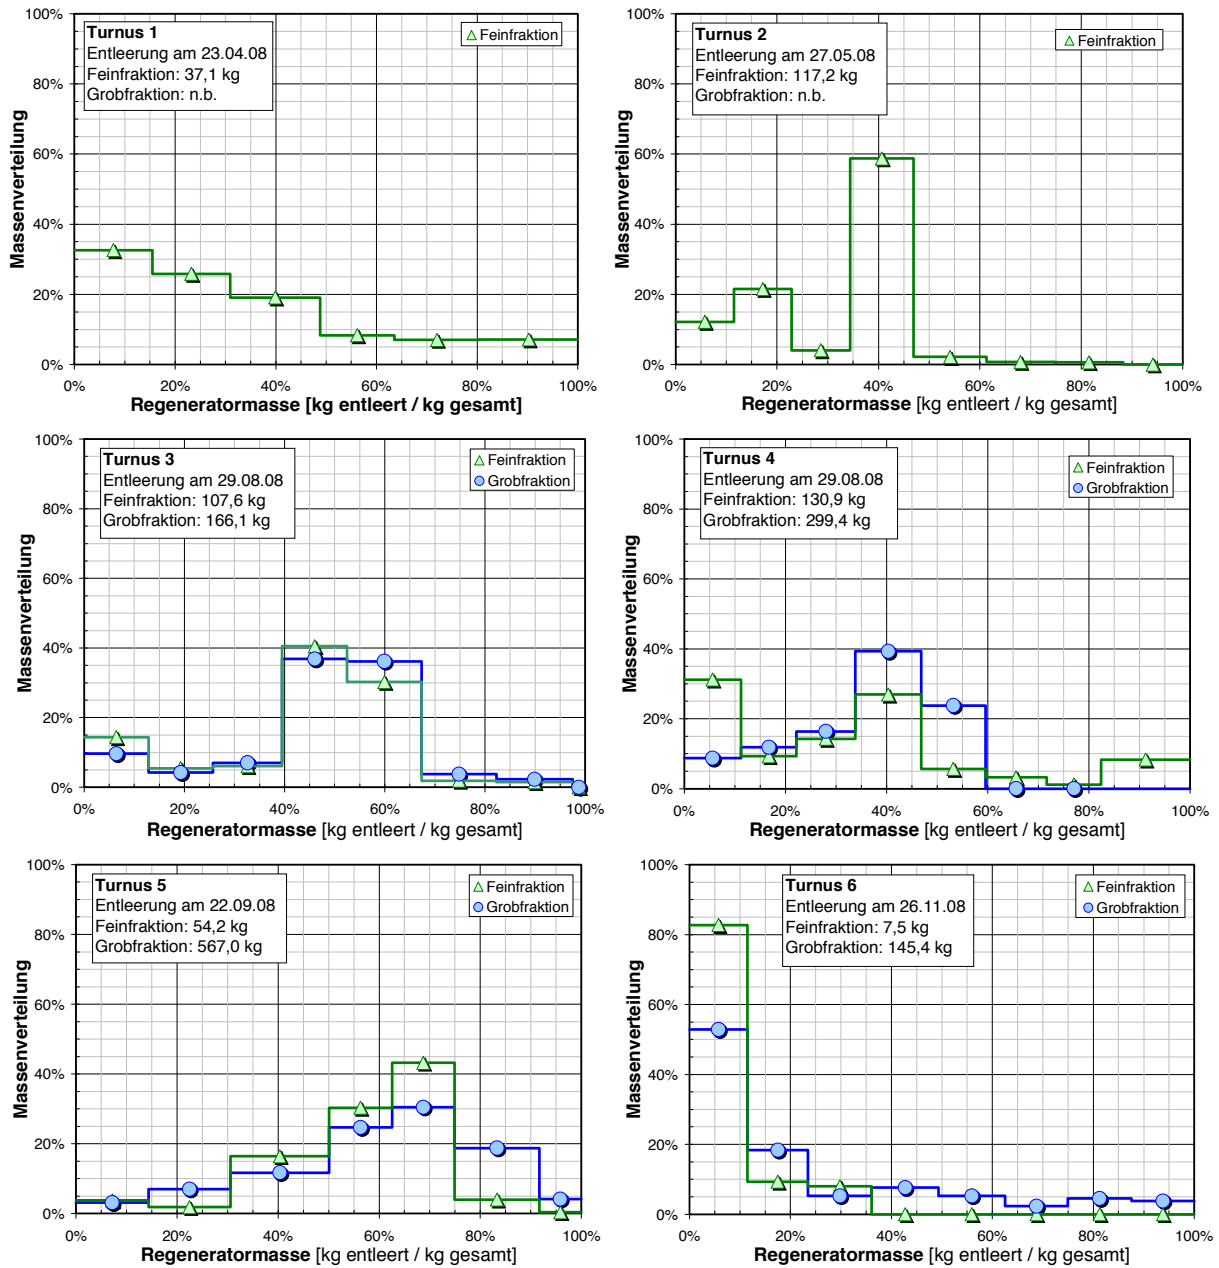 Turnus 1
Entleerung am 23.04.08
Feinfraktion: 37,1 kg
Grobfraktion: n.b.
Feinfraktion
Massenverteilung
100%
80%
60%
40%
20%
0%
0% 20% 40% 60% 80% 100%
Regeneratormasse [kg entleert / kg gesamt]
Turnus 2
Entleerung am 27.05.08
Feinfraktion: 117,2 kg
Grobfraktion: n.b.
Feinfraktion
Massenverteilung
100%
80%
60%
40%
20%
0%
0% 20% 40% 60% 80% 100%
Regeneratormasse [kg entleert / kg gesamt]
Turnus 3
Entleerung am 29.08.08
Feinfraktion: 107,6 kg
Grobfraktion: 166,1 kg
Feinfraktion
Grobfraktion
Massenverteilung
100%
80%
60%
40%
20%
0%
0% 20% 40% 60% 80% 100%
Regeneratormasse [kg entleert / kg gesamt]
Turnus 4
Entleerung am 29.08.08
Feinfraktion: 130,9 kg
Grobfraktion: 299,4 kg
Feinfraktion
Grobfraktion
Massenverteilung
100%
80%
60%
40%
20%
0%
0% 20% 40% 60% 80% 100%
Regeneratormasse [kg entleert / kg gesamt]
Turnus 5
Entleerung am 22.09.08
Feinfraktion: 54,2 kg
Grobfraktion: 567,0 kg
Feinfraktion
Grobfraktion
Massenverteilung
100%
80%
60%
40%
20%
0%
0% 20% 40% 60% 80% 100%
Regeneratormasse [kg entleert / kg gesamt]
Turnus 6
Entleerung am 26.11.08
Feinfraktion: 7,5 kg
Grobfraktion: 145,4 kg
Feinfraktion
Grobfraktion
Massenverteilung
100%
80%
60%
40%
20%
0%
0% 20% 40% 60% 80% 100%
Regeneratormasse [kg entleert / kg gesamt]